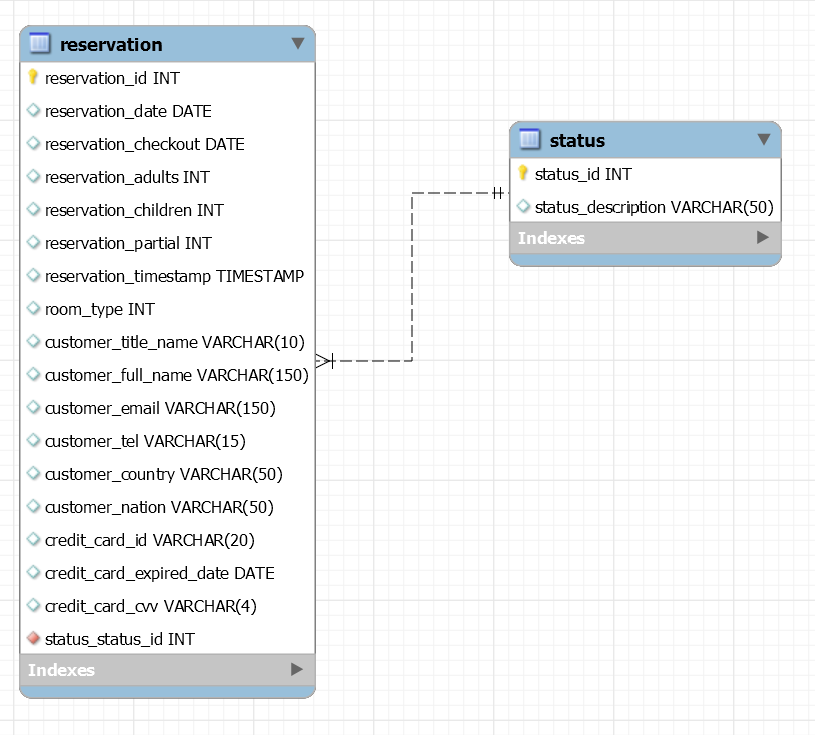 reservation
reservation_id INT
reservation_date DATE
reservation_checkout DATE
reservation_adults INT
reservation_children INT
reservation_partial INT
reservation_timestamp TIMESTAMP
room_type INT
customer_title_name VARCHAR(10)
customer_full_name VARCHAR(150)
customer_email VARCHAR(150)
customer_tel VARCHAR(15)
customer_country VARCHAR(50)
customer_nation VARCHAR(50)
credit_card_id VARCHAR(20)
credit_card_expired_date DATE
credit_card_cvv VARCHAR(4)
status_status_id INT
Indexes
status
status_id INT
status_description VARCHAR(50)
Indexes